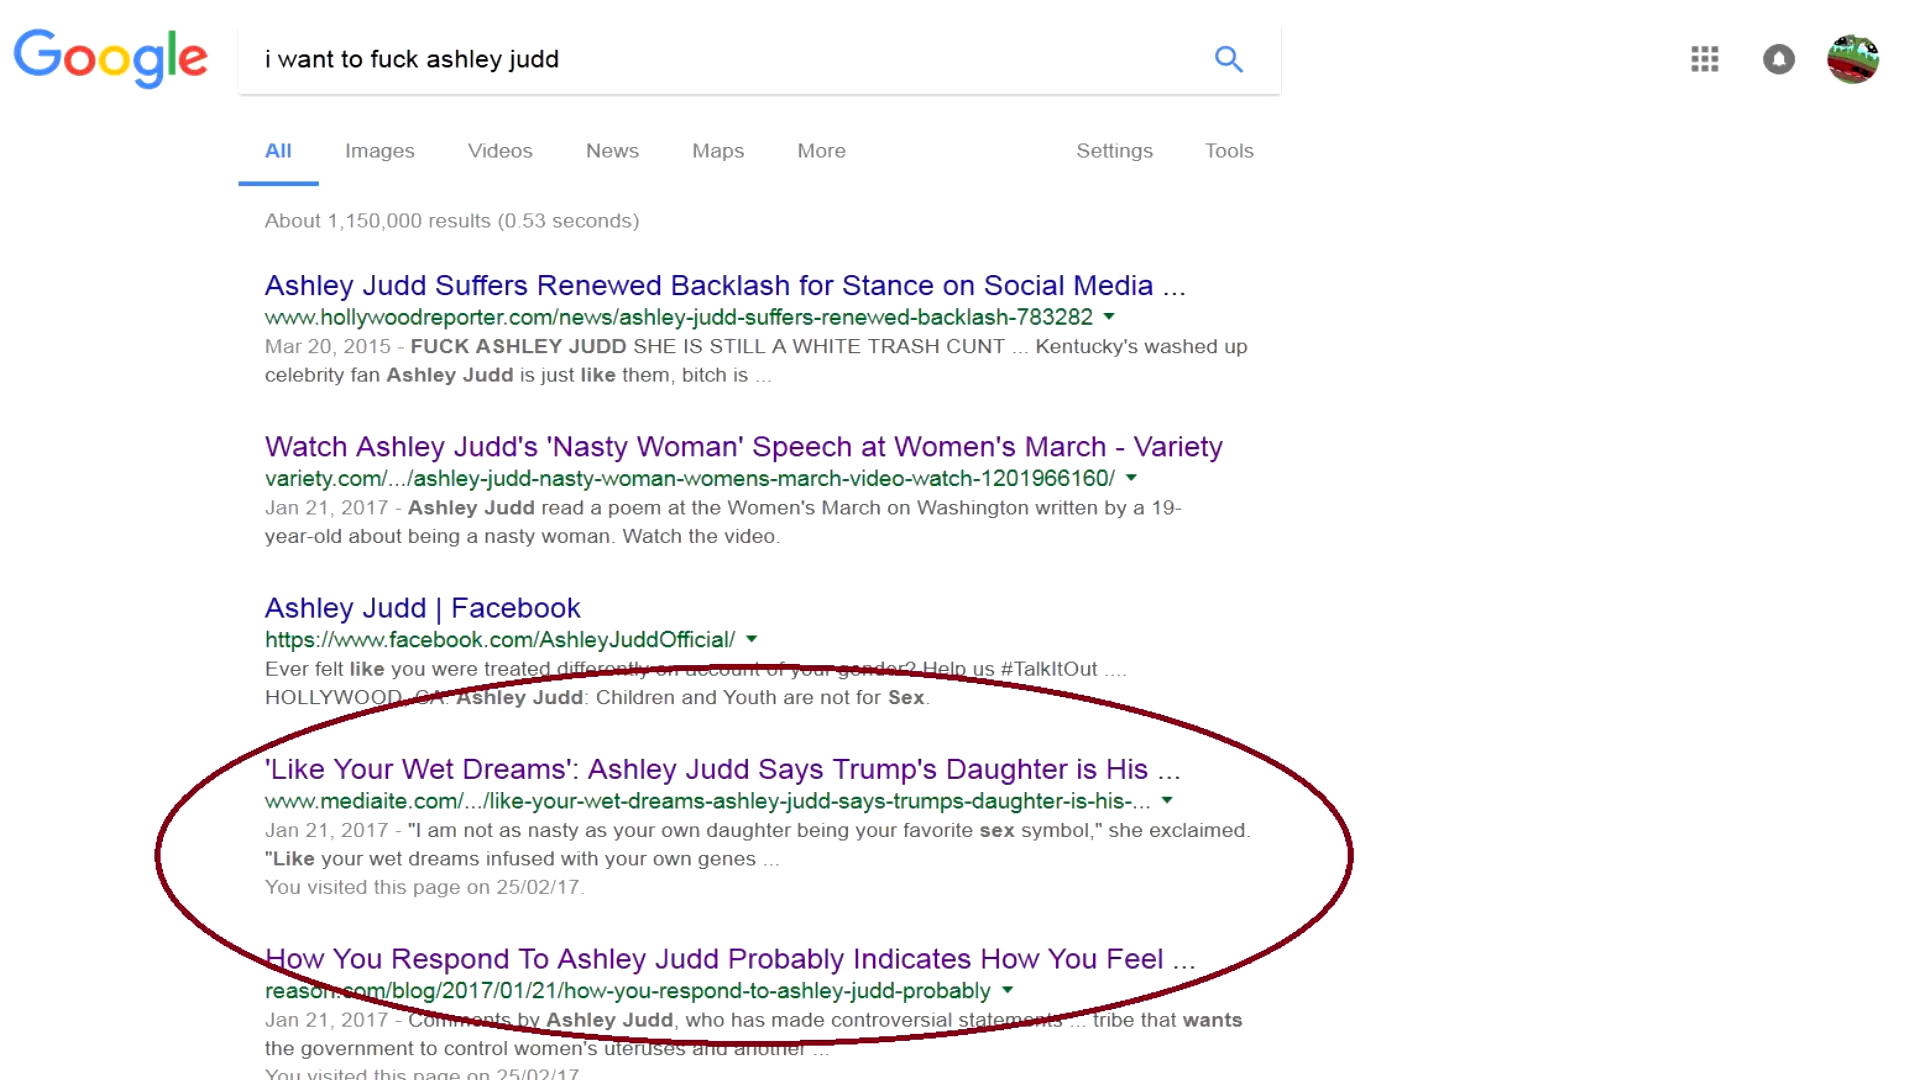 Google
i want to fuck ashley judd
All Images Videos News Maps More Settings Tools
About 1,150,000 results (0.53 seconds)
Ashley Judd Suffers Renewed Backlash for Stance on Social Media ...
www.hollywoodreporter.com/news/ashley-judd-suffers-renewed-backlash-783282
Mar 20, 2015 - FUCK ASHLEY JUDD SHE IS STILL A WHITE TRASH CUNT ... Kentucky's washed up
celebrity fan Ashley Judd is just like them, bitch is ...
Watch Ashley Judd's 'Nasty Woman' Speech at Women's March - Variety
variety.com/.../ashley-judd-nasty-woman-womens-march-video-watch-1201966160/
Jan 21, 2017 - Ashley Judd read a poem at the Women's March on Washington written by a 19-
year-old about being a nasty woman. Watch the video.
Ashley Judd | Facebook
https://www.facebook.com/AshleyJuddOfficial/
Ever felt like you were treated differently on account of your gender? Help us #TalkItOut ....
HOLLYWOOD, CA: Ashley Judd: Children and Youth are not for Sex.
'Like Your Wet Dreams': Ashley Judd Says Trump's Daughter is His ...
www.mediaite.com/.../like-your-wet-dreams-ashley-judd-says-trumps-daughter-is-his-...
Jan 21, 2017 - "I am not as nasty as your own daughter being your favorite sex symbol," she exclaimed.
"Like your wet dreams infused with your own genes ...
You visited this page on 25/02/17.
How You Respond To Ashley Judd Probably Indicates How You Feel ...
reason.com/blog/2017/01/21/how-you-respond-to-ashley-judd-probably
Jan 21, 2017 - Comments by Ashley Judd, who has made controversial statements ... tribe that wants
the government to control women's uteruses and another ...
You visited this page on 25/02/17.